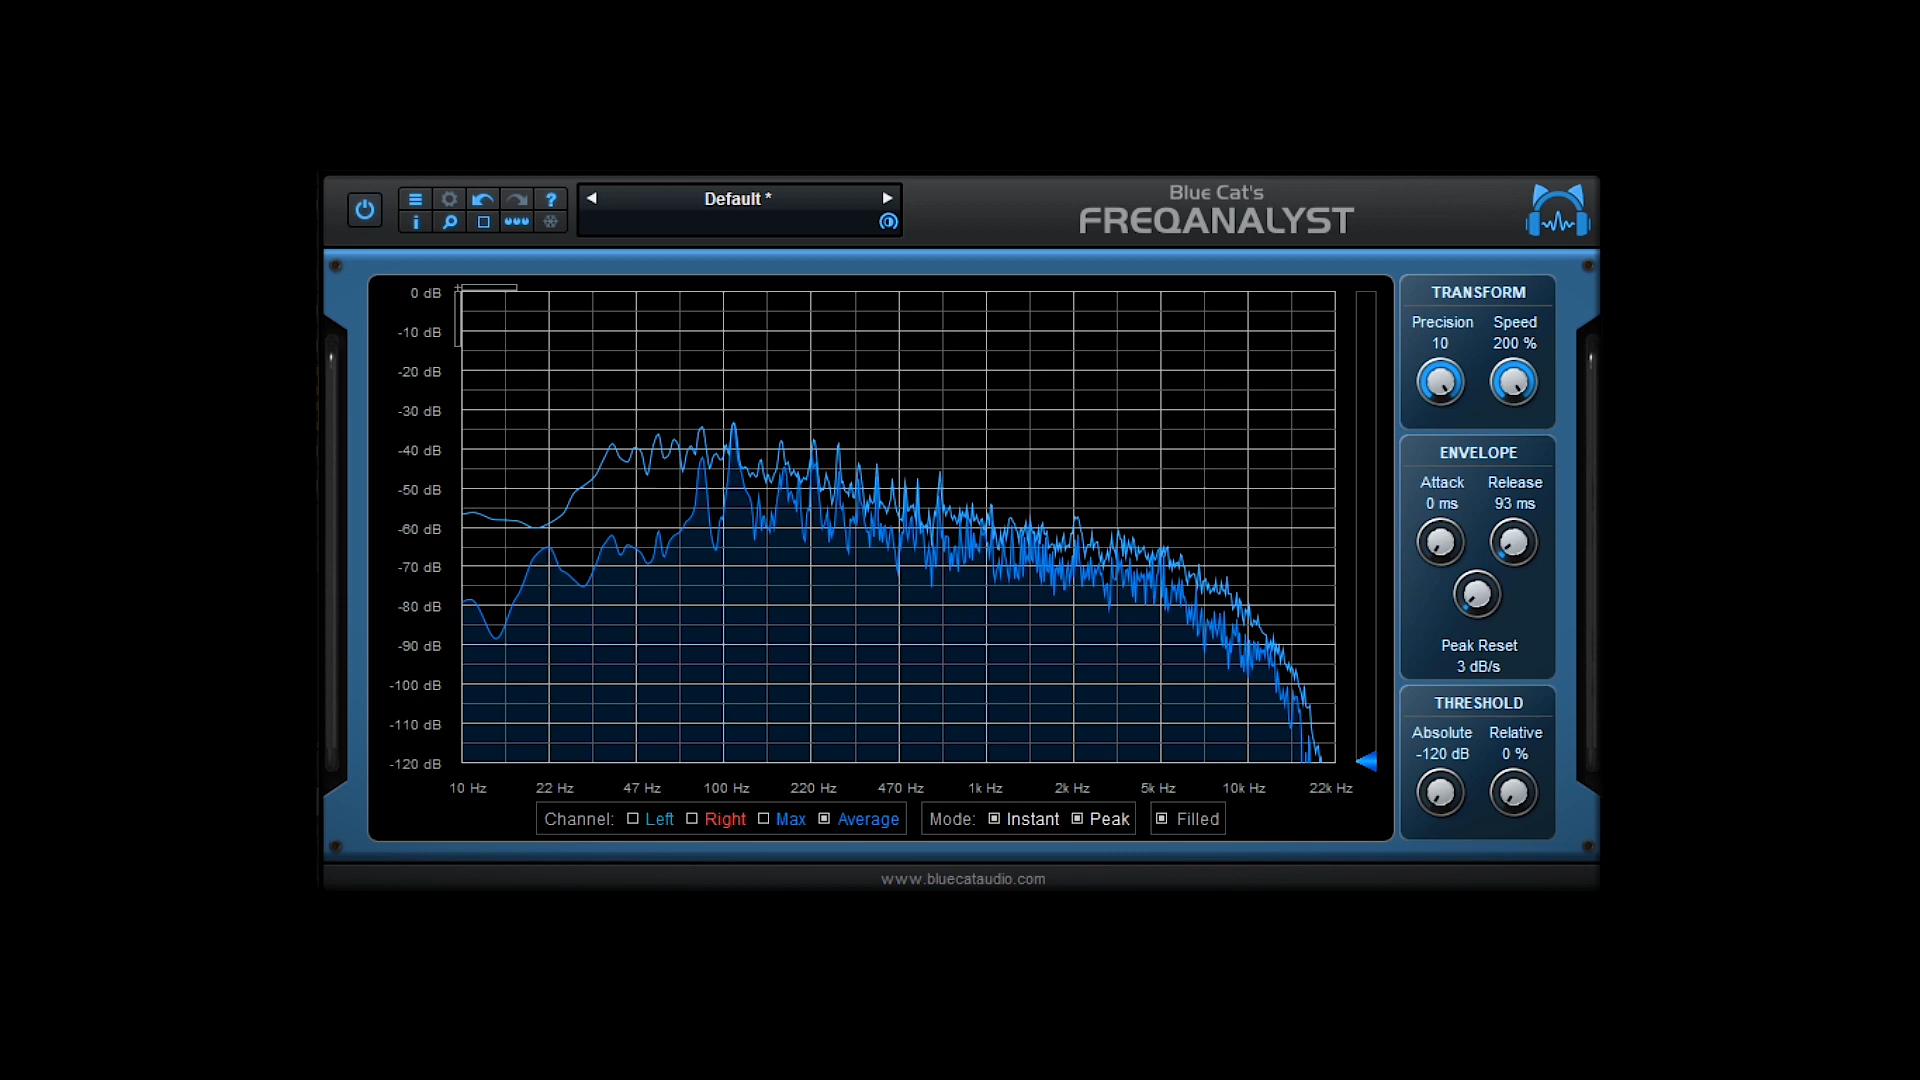 Default *
Blue Cat's
FREQANALYST
0 dB
-10 dB
-20 dB
-30 dB
-40 dB
-50 dB
-60 dB
-70 dB
-80 dB
-90 dB
-100 dB
-110 dB
-120 dB
10 Hz 22 Hz 47 Hz 100 Hz 220 Hz 470 Hz 1k Hz 2k Hz 5k Hz 10k Hz 22k Hz
Channel: Left Right Max Average Mode: Instant Peak Filled
TRANSFORM
Precision Speed
10 200 %
ENVELOPE
Attack Release
0 ms 93 ms
Peak Reset
3 dB/s
THRESHOLD
Absolute Relative
-120 dB 0 %
www.bluecataudio.com